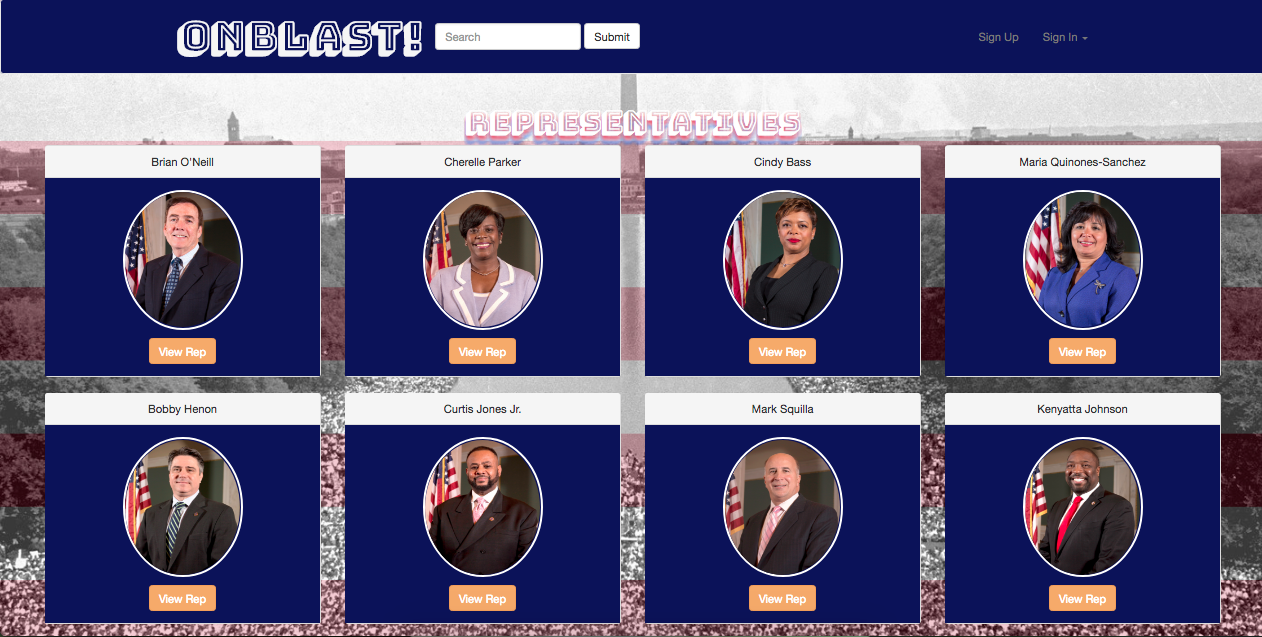 ONBLAST! Search Submit Sign Up Sign In
REPRESENTATIVES
Brian O'Neill Cherelle Parker Cindy Bass Maria Quinones-Sanchez
View Rep View Rep View Rep View Rep
Bobby Henon Curtis Jones Jr. Mark Squilla Kenyatta Johnson
View Rep View Rep View Rep View Rep